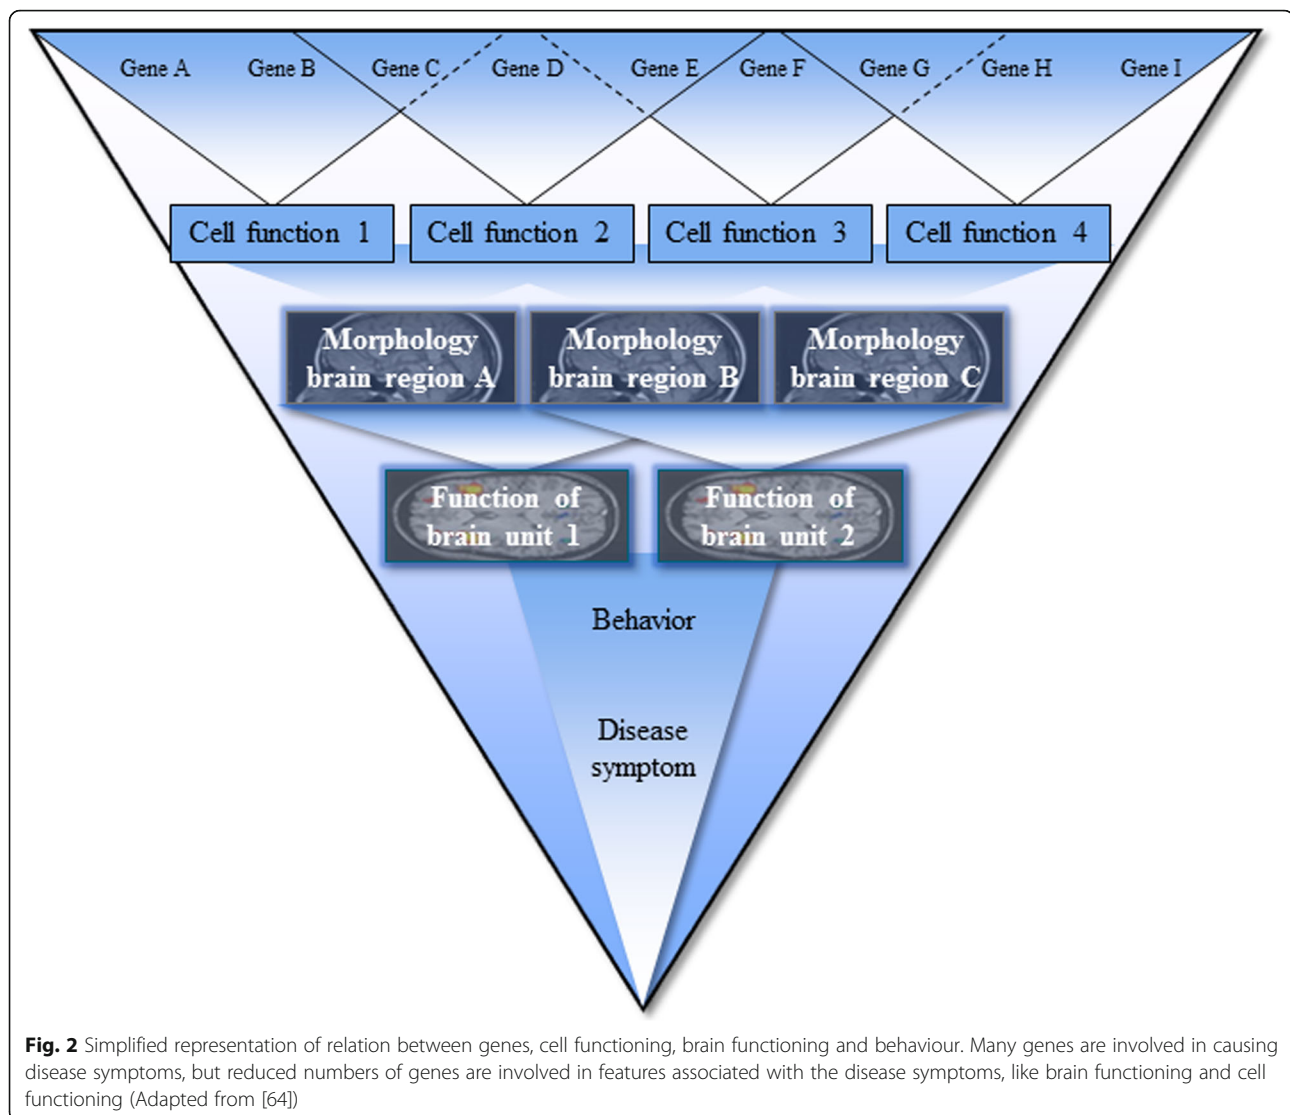 Gene A Gene B Gene C Gene D Gene E Gene F Gene G Gene H Gene I
Cell function 1 Cell function 2 Cell function 3 Cell function 4
Morphology
brain region A
Morphology
brain region B
Morphology
brain region C
Function of
brain unit 1
Function of
brain unit 2
Behavior
Disease
symptom
Fig. 2 Simplified representation of relation between genes, cell functioning, brain functioning and behaviour. Many genes are involved in causing
disease symptoms, but reduced numbers of genes are involved in features associated with the disease symptoms, like brain functioning and cell
functioning (Adapted from [64])